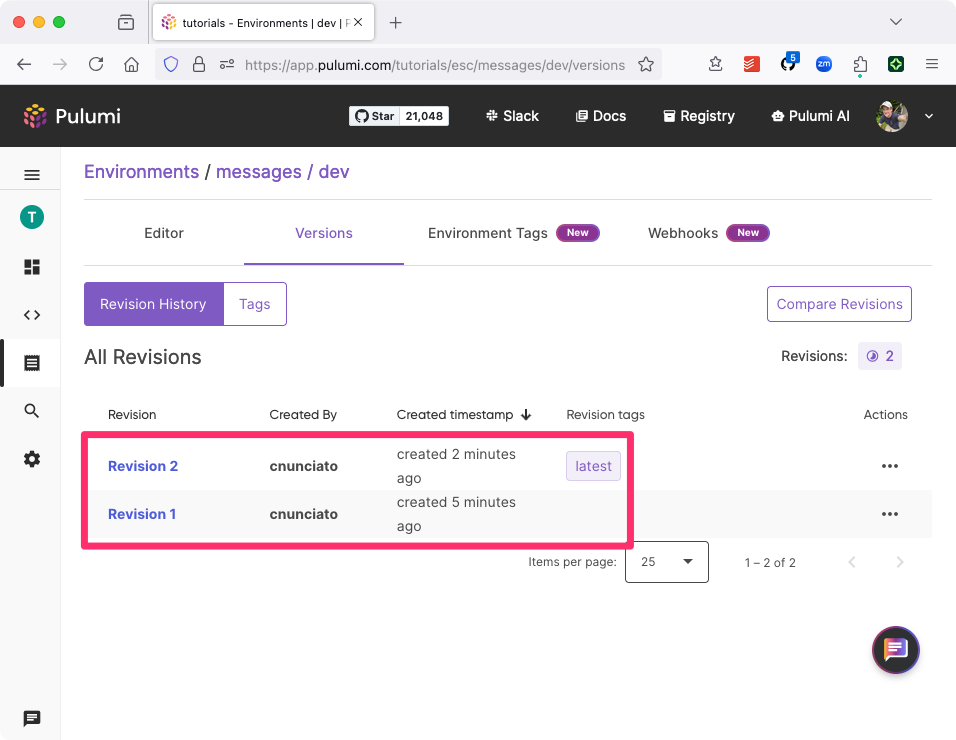 tutorials - Environments | dev | P
https://app.pulumi.com/tutorials/esc/messages/dev/versions
5
zm
Pulumi
Star 21,048
Slack
Docs
Registry
Pulumi AI
T
Environments / messages / dev
Editor
Versions
Environment Tags New
Webhooks New
Revision History
Tags
Compare Revisions
All Revisions
Revisions: 2
Revision Created By Created timestamp Revision tags Actions
Revision 2 cnunciato created 2 minutes
ago
latest
Revision 1 cnunciato created 5 minutes
ago
Items per page: 25 1 – 2 of 2